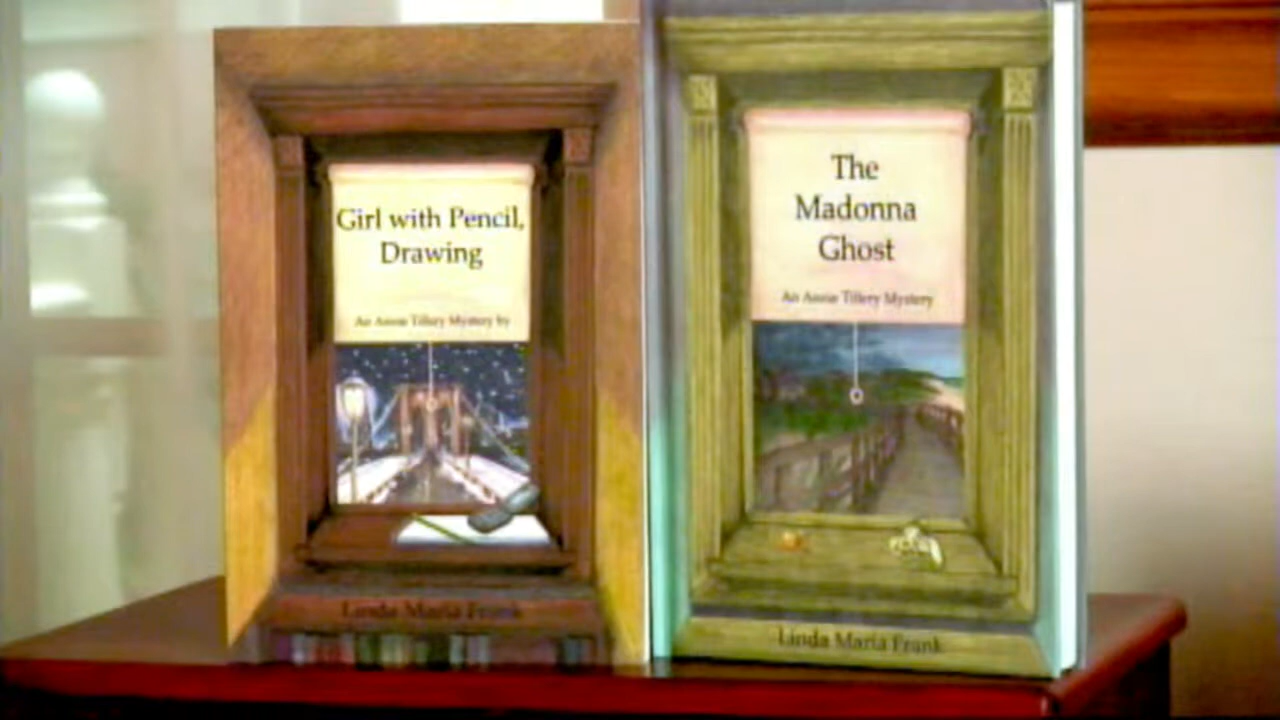 Girl with Pencil,
Drawing
An Annie Tillery Mystery by
Linda Maria Frank
The
Madonna
Ghost
An Annie Tillery Mystery
Linda Maria Frank